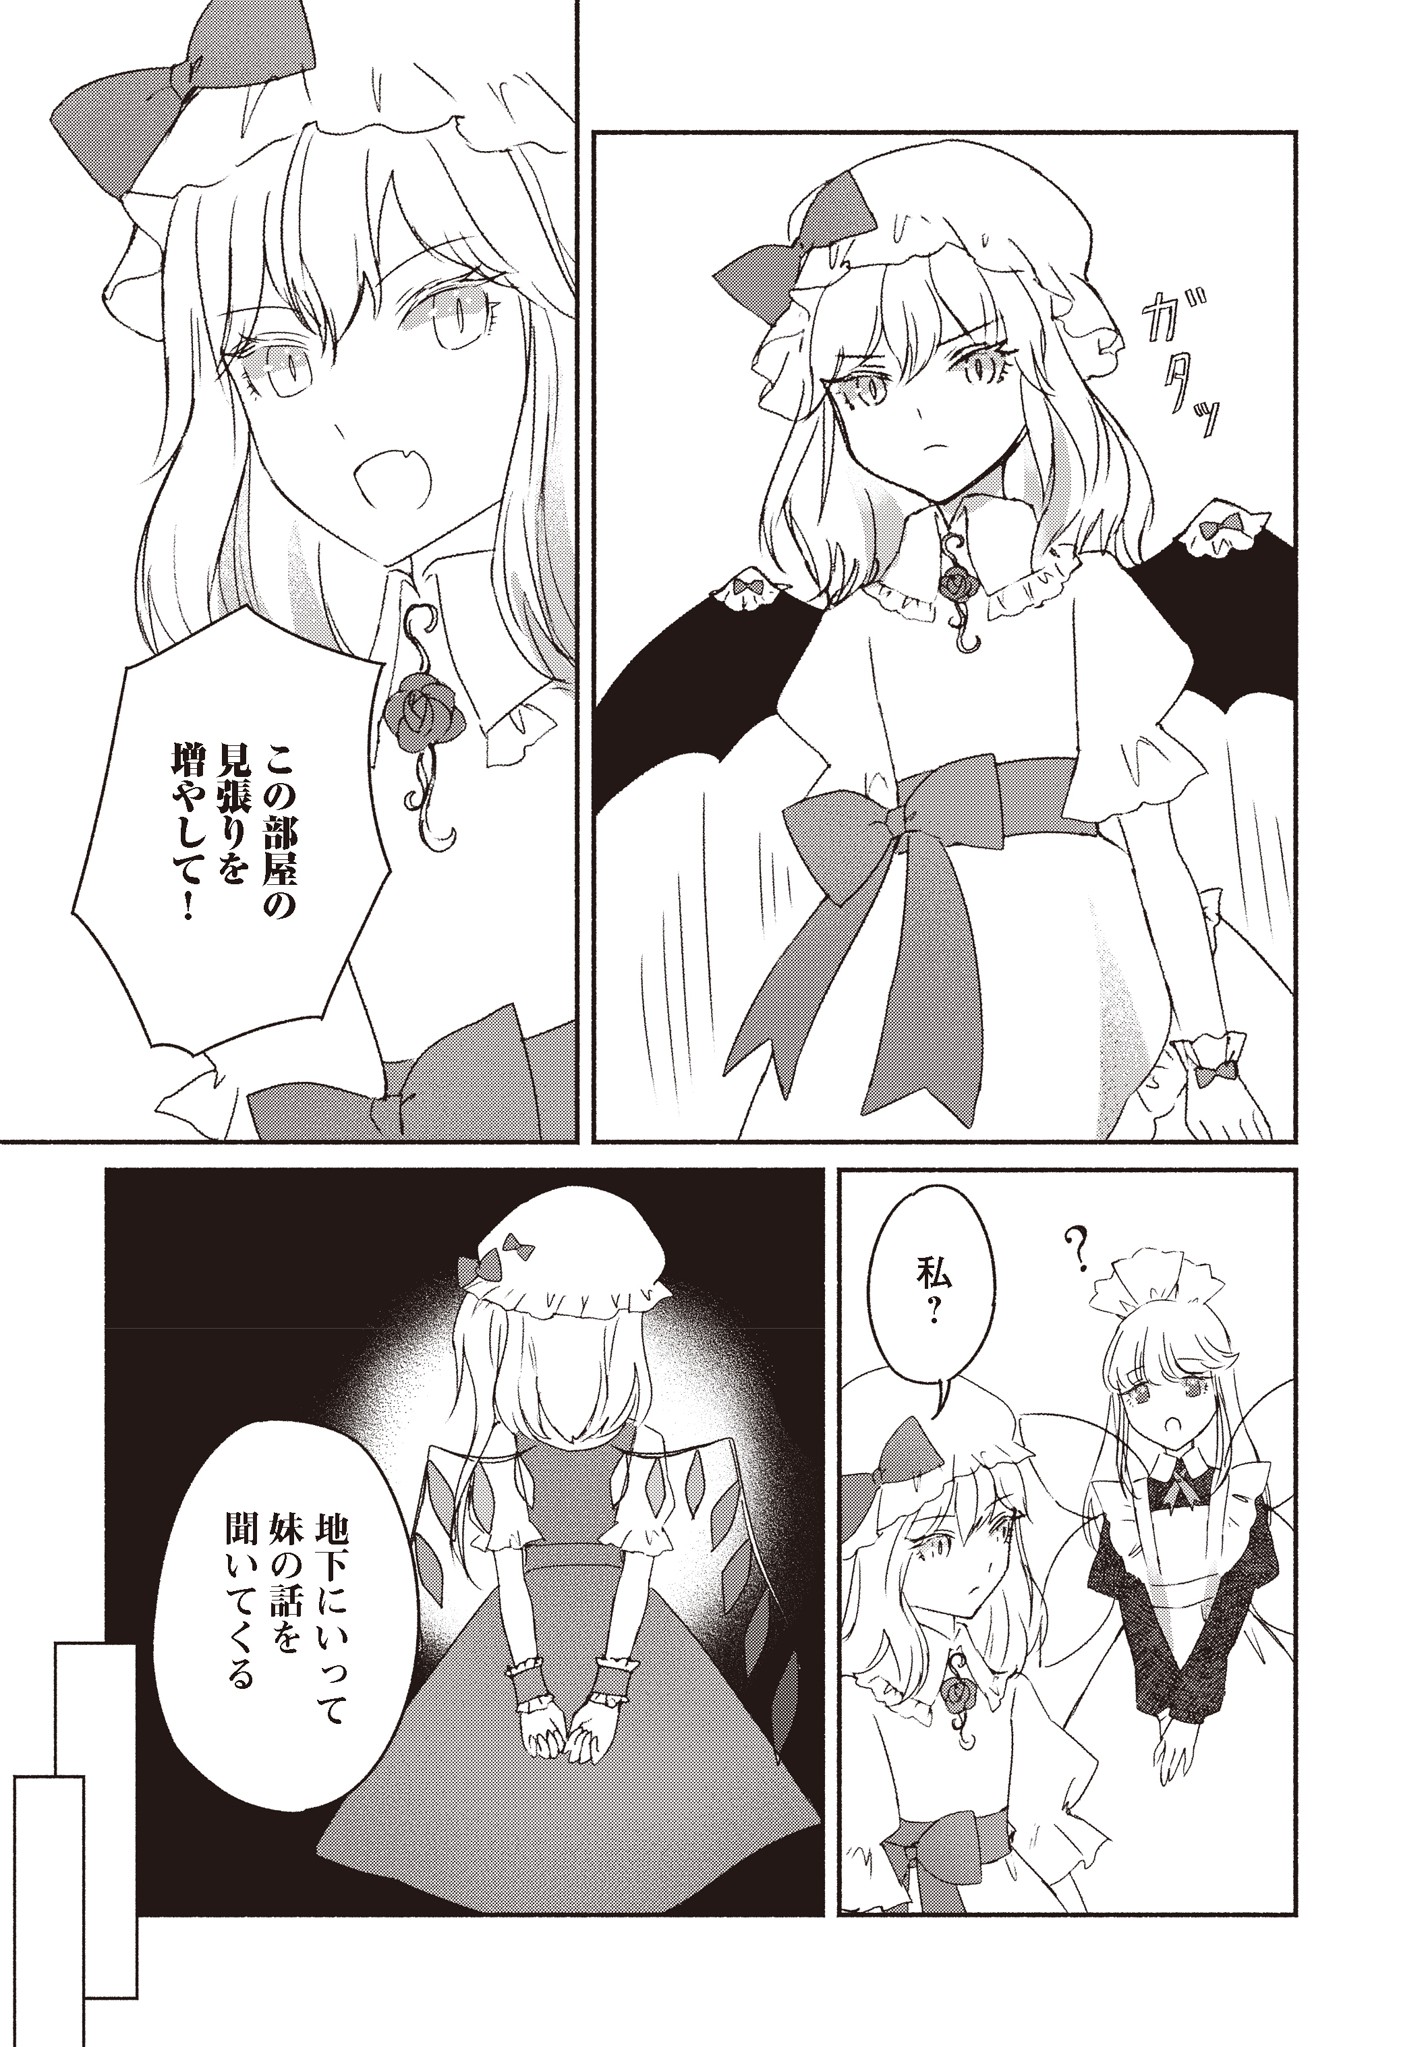 ガタッ
この部屋の
見張りを
増やして！
？
私？
地下にいって
妹の話を
聞いてくる